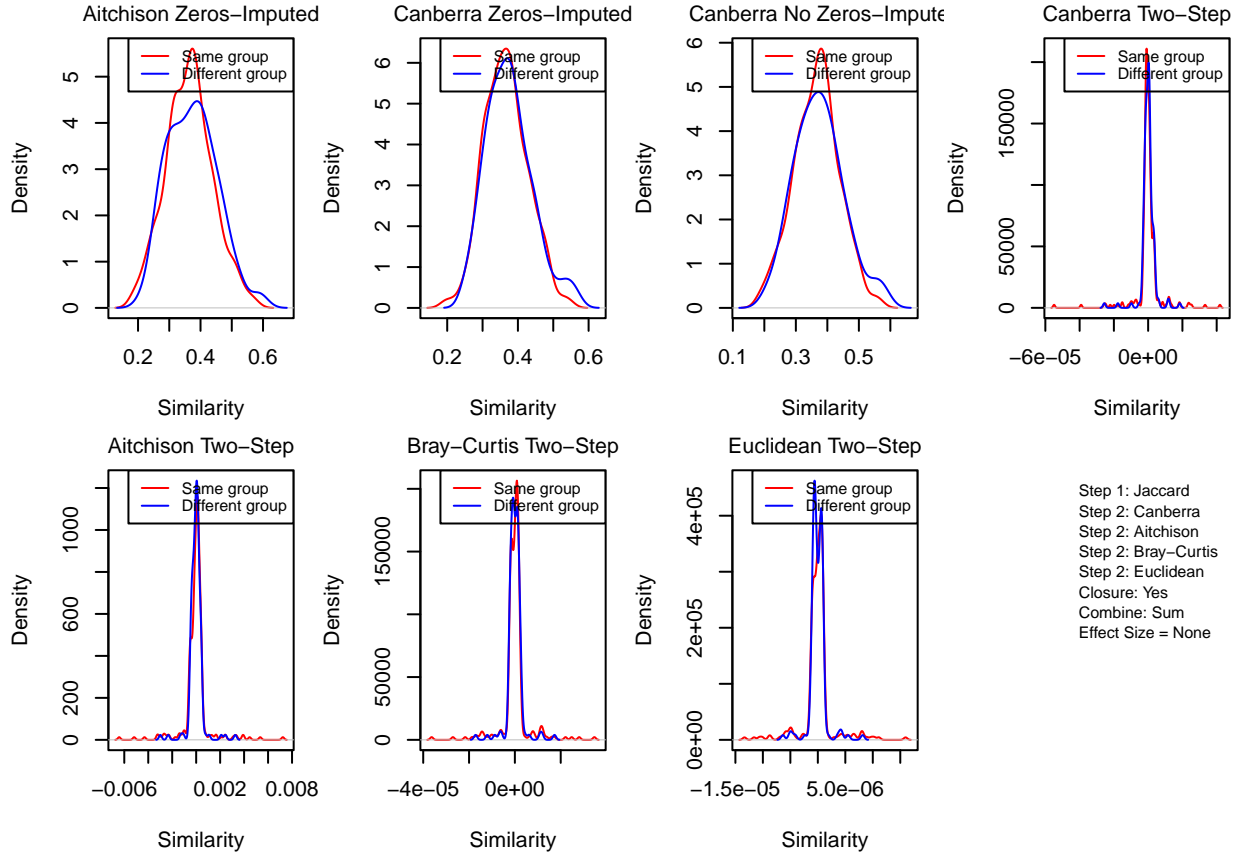 Aitchison Zeros−Imputed
Same group
Different group
Density
0 1 2 3 4 5
0.2 0.4 0.6
Similarity
Canberra Zeros−Imputed
Same group
Different group
Density
0 1 2 3 4 5 6
0.2 0.4 0.6
Similarity
Canberra No Zeros−Impute
Same group
Different group
Density
0 1 2 3 4 5 6
0.1 0.3 0.5
Similarity
Canberra Two−Step
Same group
Different group
Density
0 50000 150000
−6e−05 0e+00
Similarity
Aitchison Two−Step
Same group
Different group
Density
0 200 600 1000
−0.006 0.002 0.008
Similarity
Bray−Curtis Two−Step
Same group
Different group
Density
0 50000 150000
−4e−05 0e+00
Similarity
Euclidean Two−Step
Same group
Different group
Density
0e+00 2e+05 4e+05
−1.5e−05 5.0e−06
Similarity
Step 1: Jaccard
Step 2: Canberra
Step 2: Aitchison
Step 2: Bray−Curtis
Step 2: Euclidean
Closure: Yes
Combine: Sum
Effect Size = None